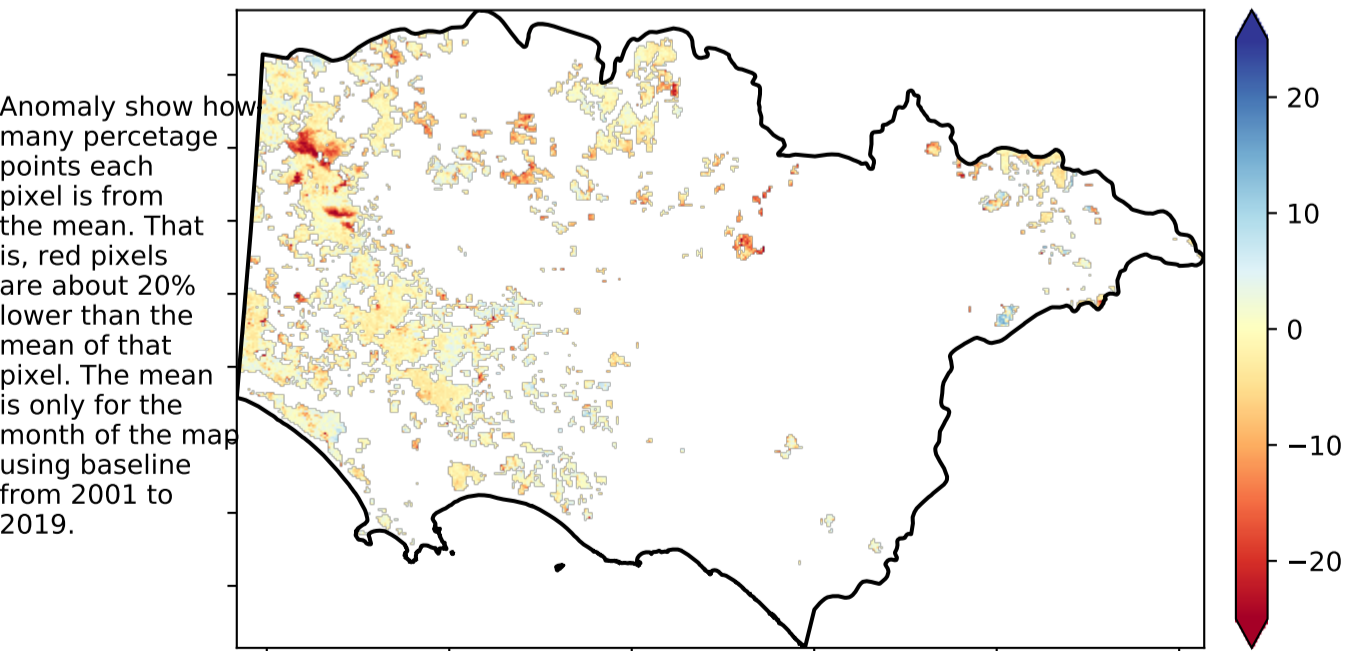 Anomaly show how
many percetage
points each
pixel is from
the mean. That
is, red pixels
are about 20%
lower than the
mean of that
pixel. The mean
is only for the
month of the map
using baseline
from 2001 to
2019.
20
10
0
−10
−20